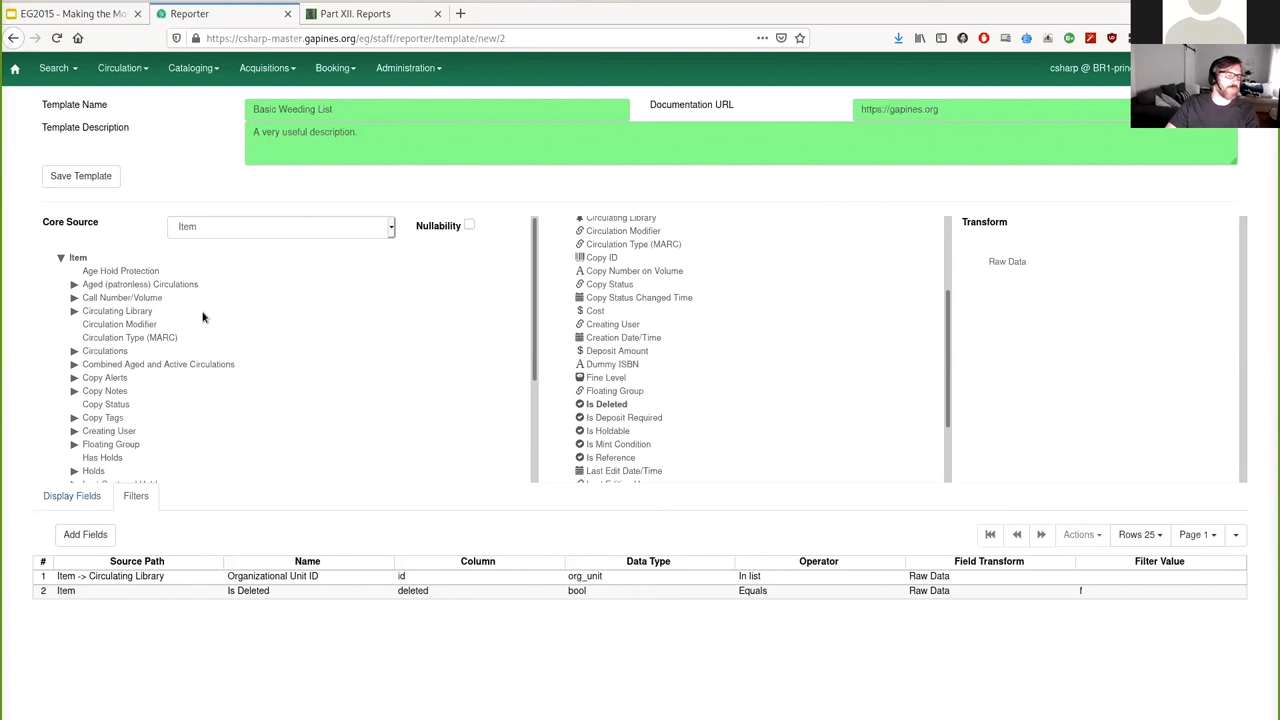 EG2015 - Making the Mo
Reporter
Part XII. Reports
https://csharp-master.gapines.org/eg/staff/reporter/template/new/2
Search
Circulation
Cataloging
Acquisitions
Booking
Administration
csharp @ BR1-prin
Template Name
Basic Weeding List
Documentation URL
https://gapines.org
Template Description
A very useful description.
Save Template
Core Source
Item
Nullability
Item
Age Hold Protection
Aged (patronless) Circulations
Call Number/Volume
Circulating Library
Circulation Modifier
Circulation Type (MARC)
Circulations
Combined Aged and Active Circulations
Copy Alerts
Copy Notes
Copy Status
Copy Tags
Creating User
Floating Group
Has Holds
Holds
Circulating Library
Circulation Modifier
Circulation Type (MARC)
Copy ID
Copy Number on Volume
Copy Status
Copy Status Changed Time
Cost
Creating User
Creation Date/Time
Deposit Amount
Dummy ISBN
Fine Level
Floating Group
Is Deleted
Is Deposit Required
Is Holdable
Is Mint Condition
Is Reference
Last Edit Date/Time
Transform
Raw Data
Display Fields
Filters
Add Fields
Actions
Rows 25
Page 1
# Source Path Name Column Data Type Operator Field Transform Filter Value
1 Item -> Circulating Library Organizational Unit ID id org_unit In list Raw Data
2 Item Is Deleted deleted bool Equals Raw Data f